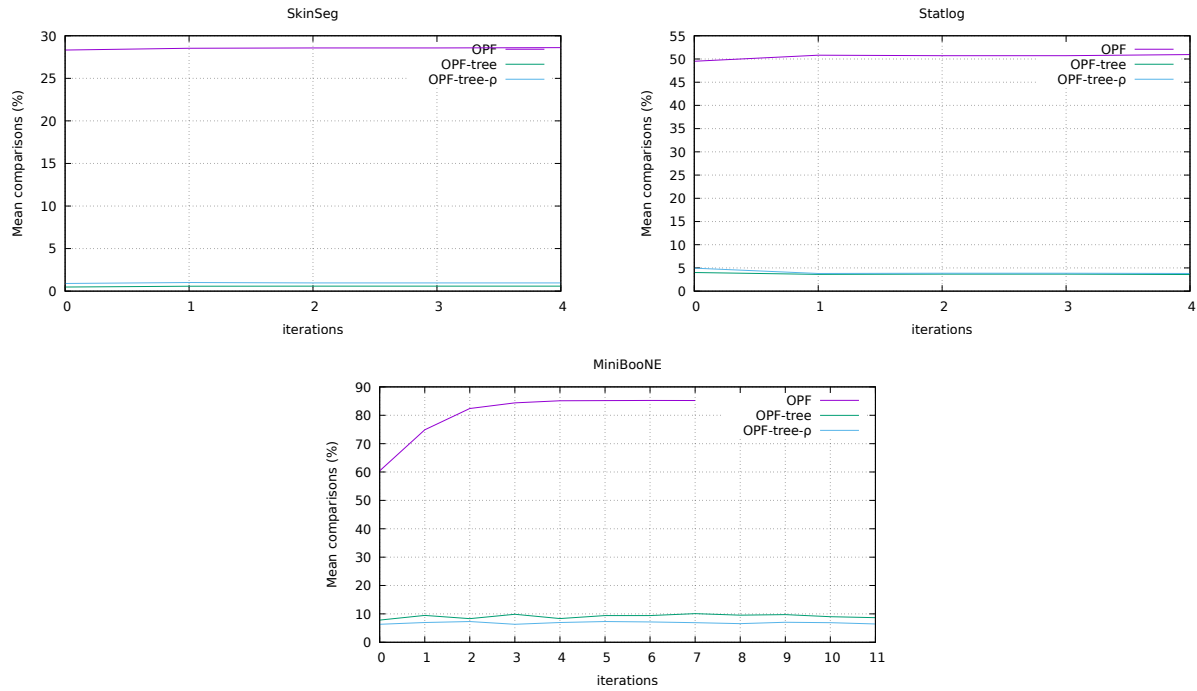 SkinSeg
Mean comparisons (%)
30
25
20
15
10
5
0
0 1 2 3 4
iterations
OPF
OPF-tree
OPF-tree-ρ
Statlog
Mean comparisons (%)
55
50
45
40
35
30
25
20
15
10
5
0
0 1 2 3 4
iterations
OPF
OPF-tree
OPF-tree-ρ
MiniBooNE
Mean comparisons (%)
90
80
70
60
50
40
30
20
10
0
0 1 2 3 4 5 6 7 8 9 10 11
iterations
OPF
OPF-tree
OPF-tree-ρ